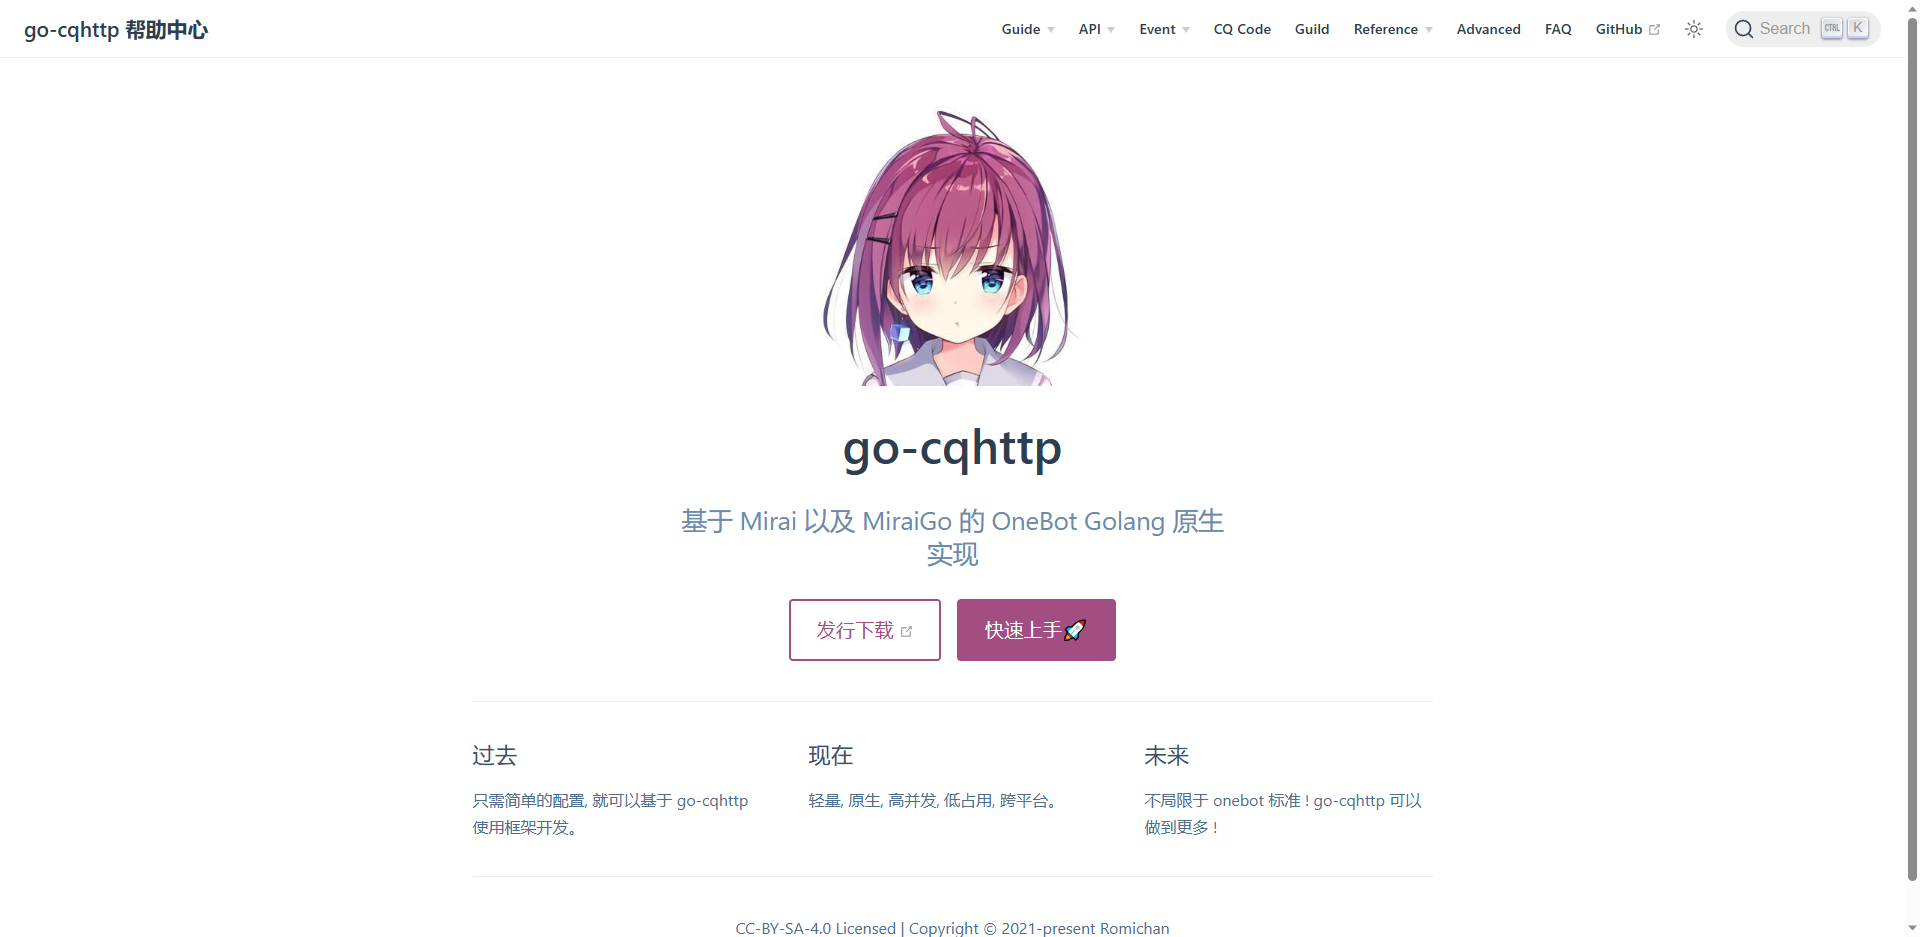 go-cqhttp 帮助中心
Guide API Event CQ Code Guild Reference Advanced FAQ GitHub Search CTRL K
go-cqhttp
基于 Mirai 以及 MiraiGo 的 OneBot Golang 原生
实现
发行下载 快速上手🚀
过去
只需简单的配置, 就可以基于 go-cqhttp
使用框架开发。
现在
轻量, 原生, 高并发, 低占用, 跨平台。
未来
不局限于 onebot 标准 ! go-cqhttp 可以
做到更多 !
CC-BY-SA-4.0 Licensed | Copyright © 2021-present Romichan